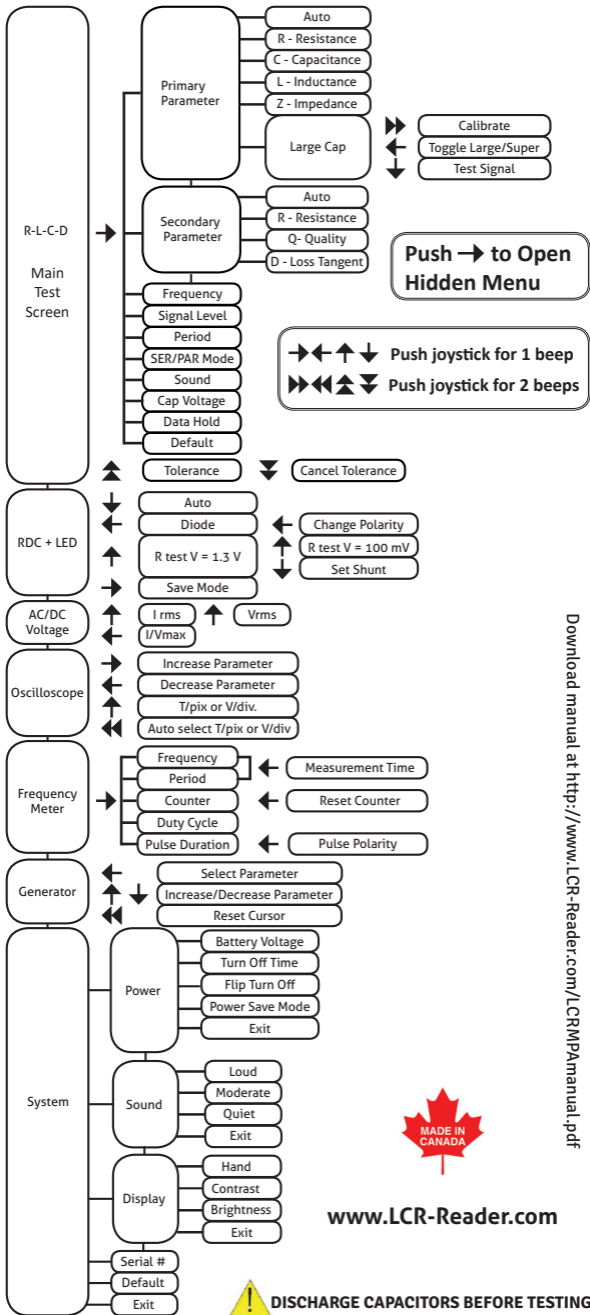 R-L-C-D
Main
Test
Screen
Primary
Parameter
Auto
R - Resistance
C - Capacitance
L - Inductance
Z - Impedance
Large Cap
Calibrate
Toggle Large/Super
Test Signal
Secondary
Parameter
Auto
R - Resistance
Q- Quality
D - Loss Tangent
Frequency
Signal Level
Period
SER/PAR Mode
Sound
Cap Voltage
Data Hold
Default
Tolerance
Cancel Tolerance
Push → to Open
Hidden Menu
Push joystick for 1 beep
Push joystick for 2 beeps
RDC + LED
Auto
Diode
Change Polarity
R test V = 1.3 V
R test V = 100 mV
Set Shunt
Save Mode
AC/DC
Voltage
I rms
Vrms
I/Vmax
Oscilloscope
Increase Parameter
Decrease Parameter
T/pix or V/div.
Auto select T/pix or V/div
Frequency
Meter
Frequency
Period
Measurement Time
Counter
Reset Counter
Duty Cycle
Pulse Duration
Pulse Polarity
Generator
Select Parameter
Increase/Decrease Parameter
Reset Cursor
System
Power
Battery Voltage
Turn Off Time
Flip Turn Off
Power Save Mode
Exit
Sound
Loud
Moderate
Quiet
Exit
Display
Hand
Contrast
Brightness
Exit
Serial #
Default
Exit
Download manual at http://www.LCR-Reader.com/LCRMPAmanual.pdf
MADE IN
CANADA
www.LCR-Reader.com
! DISCHARGE CAPACITORS BEFORE TESTING